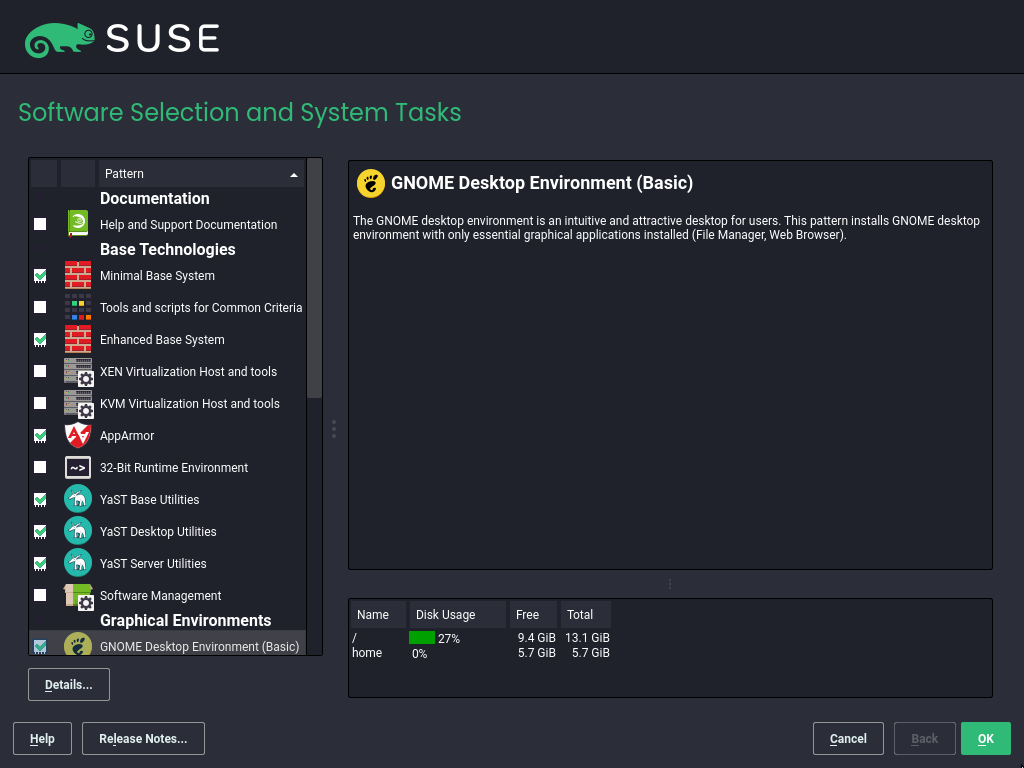 SUSE
Software Selection and System Tasks
Pattern
Documentation
Help and Support Documentation
Base Technologies
Minimal Base System
Tools and scripts for Common Criteria
Enhanced Base System
XEN Virtualization Host and tools
KVM Virtualization Host and tools
AppArmor
~>
32-Bit Runtime Environment
YaST Base Utilities
YaST Desktop Utilities
YaST Server Utilities
Software Management
Graphical Environments
GNOME Desktop Environment (Basic)
Details...
GNOME Desktop Environment (Basic)
The GNOME desktop environment is an intuitive and attractive desktop for users. This pattern installs GNOME desktop
environment with only essential graphical applications installed (File Manager, Web Browser).
Name Disk Usage Free Total
/ 27% 9.4 GiB 13.1 GiB
home 0% 5.7 GiB 5.7 GiB
Help Release Notes... Cancel Back OK